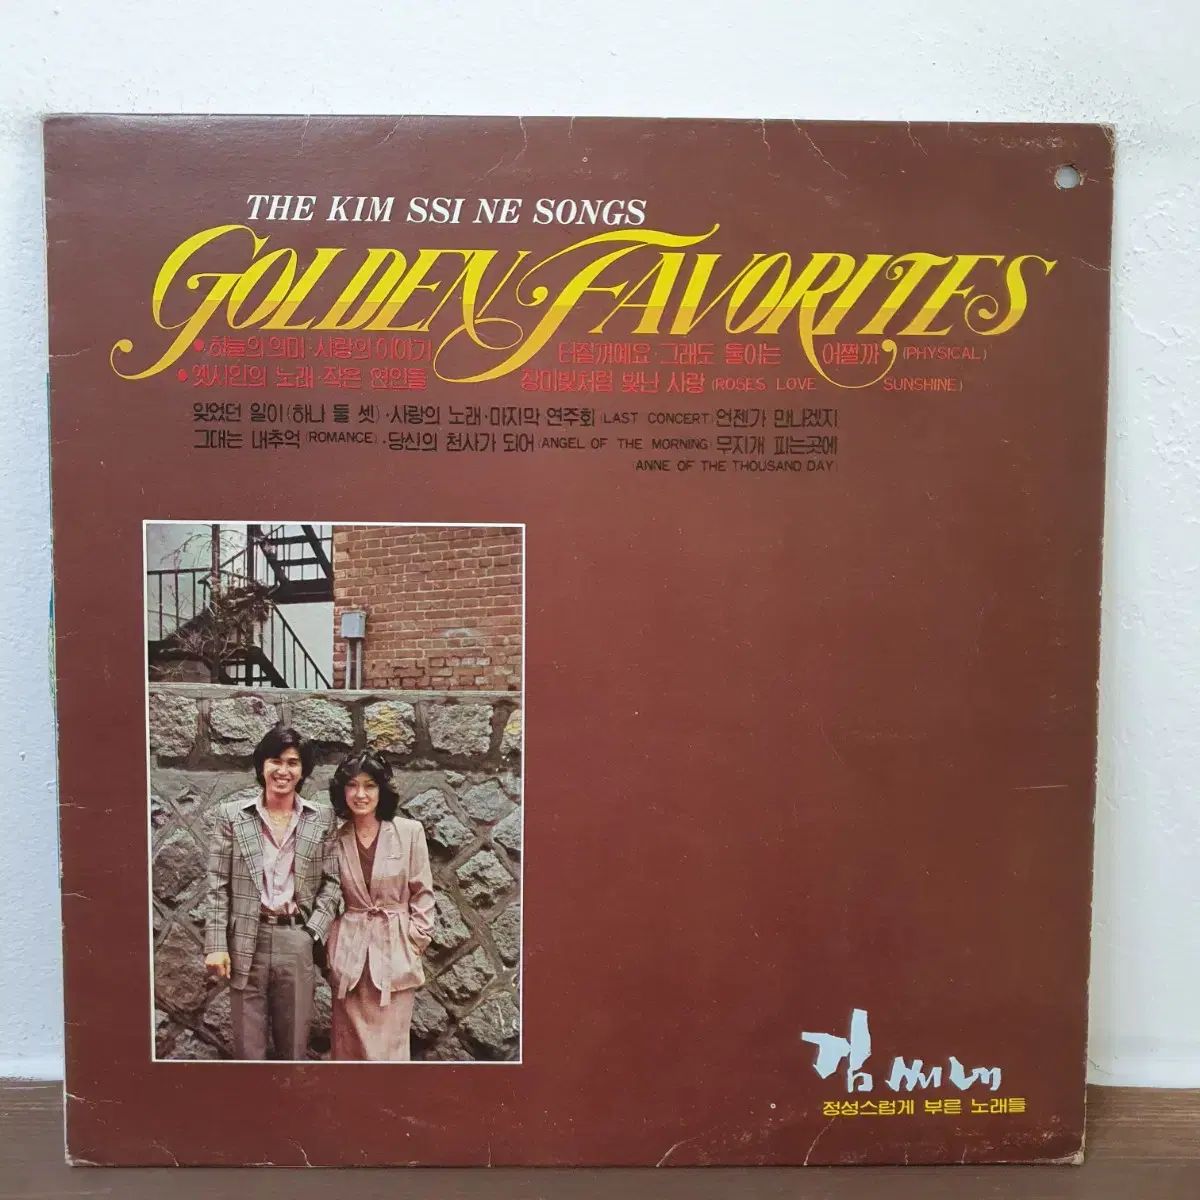 THE KIM SSI NE SONGS
GOLDEN FAVORITES
• 하늘의 의미 · 사랑의 이야기 터질꺼예요 · 그래도 둘이는 어쩔까 (PHYSICAL)
• 옛시인의 노래 · 작은 연인들 장미빛처럼 빛난 사랑 (ROSES LOVE SUNSHINE)
잊었던 일이 (하나 둘 셋) · 사랑의 노래 · 마지막 연주회 (LAST CONCERT) 언젠가 만나겠지
그대는 내추억 (ROMANCE) · 당신의 천사가 되어 (ANGEL OF THE MORNING) 무지개 피는곳에
(ANNE OF THE THOUSAND DAY)
김씨네
정성스럽게 부른 노래들